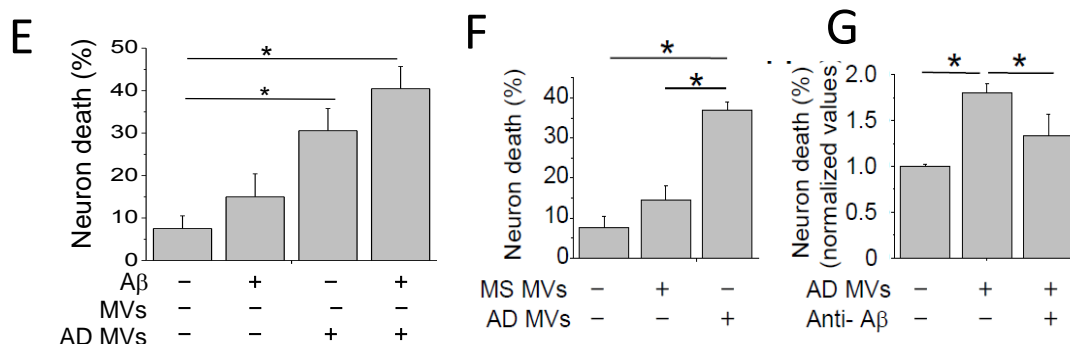 E
Neuron death (%)
50
40
30
20
10
0
*
*
Aβ – + – +
MVs – – – –
AD MVs – – + +
F
Neuron death (%)
40
30
20
10
0
*
*
MS MVs – + –
AD MVs – – +
G
Neuron death (%)
(normalized values)
2.0
1.5
1.0
0.5
0.0
* *
AD MVs – + +
Anti- Aβ – – +